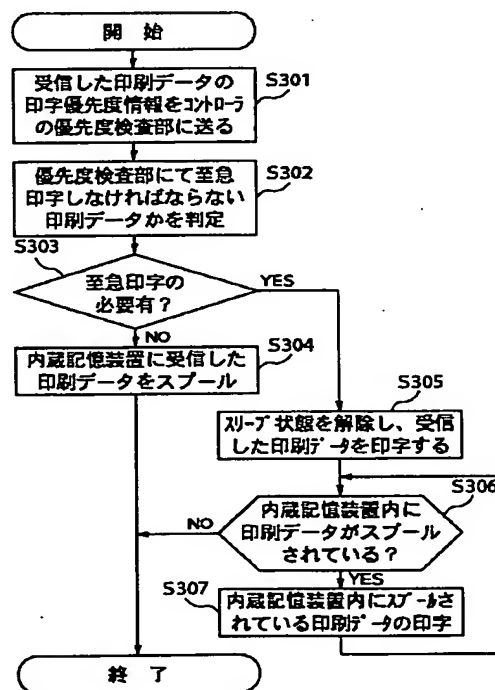 開 始
受信した印刷データの
印字優先度情報をコントローラ
の優先度検査部に送る
S301
優先度検査部にて至急
印字しなければならない
印刷データかを判定
S302
S303
至急印字の
必要有？
YES
NO
内蔵記憶装置に受信した
印刷データをスプール
S304
S305
スリープ状態を解除し、受信
した印刷データを印字する
S306
内蔵記憶装置内に
印刷データがスプール
されている？
NO
YES
S307
内蔵記憶装置内にスプールさ
れている印刷データの印字
終 了